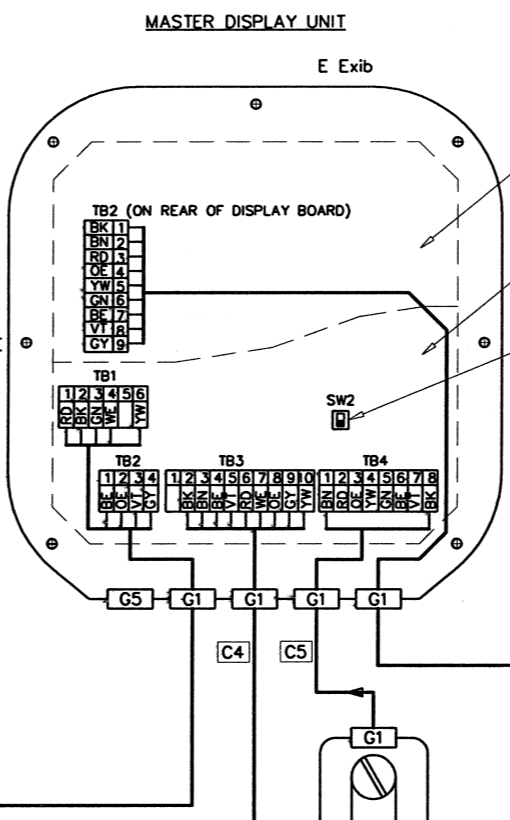 MASTER DISPLAY UNIT
E Exib
TB2 (ON REAR OF DISPLAY BOARD)
BK 1
BN 2
RD 3
OE 4
YW 5
GN 6
BE 7
VT 8
GY 9
TB1
1 2 3 4 5 6
RD BK GN WE YW
SW2
TB2 TB3 TB4
1 2 3 4
BE OE VT GY
1 2 3 4 5 6 7 8 9 10
BK BN BE VT RD WE OE GY YW
1 2 3 4 5 6 7 8
BN RD OE YW GN BE VT BK
G5 G1 G1 G1 G1
C4 C5
G1